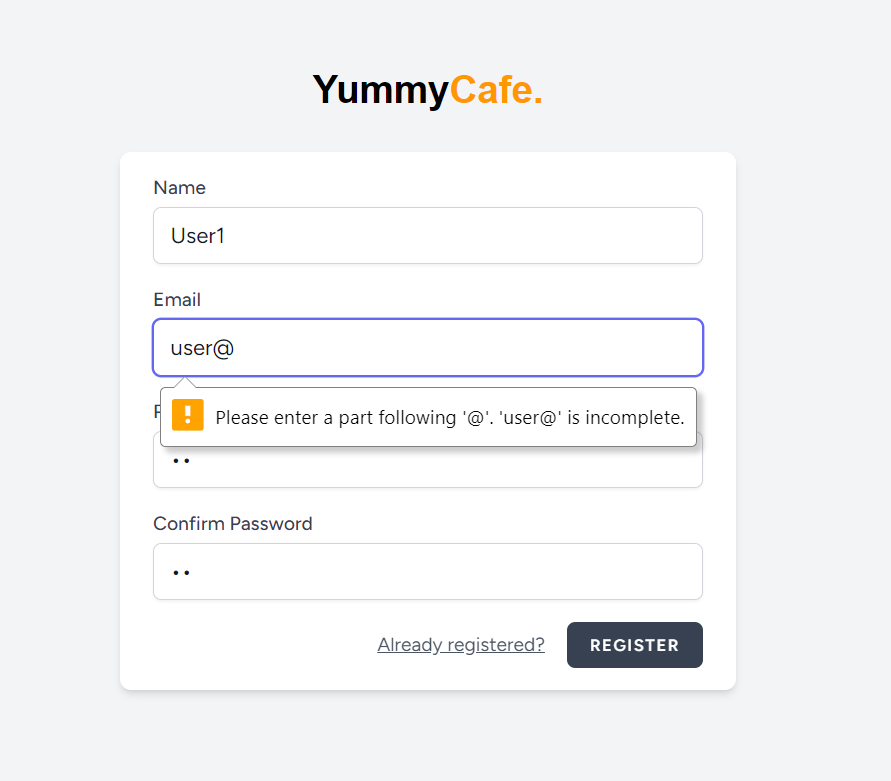 YummyCafe.
Name
User1
Email
user@
Please enter a part following '@'. 'user@' is incomplete.
••
Confirm Password
••
Already registered?
REGISTER